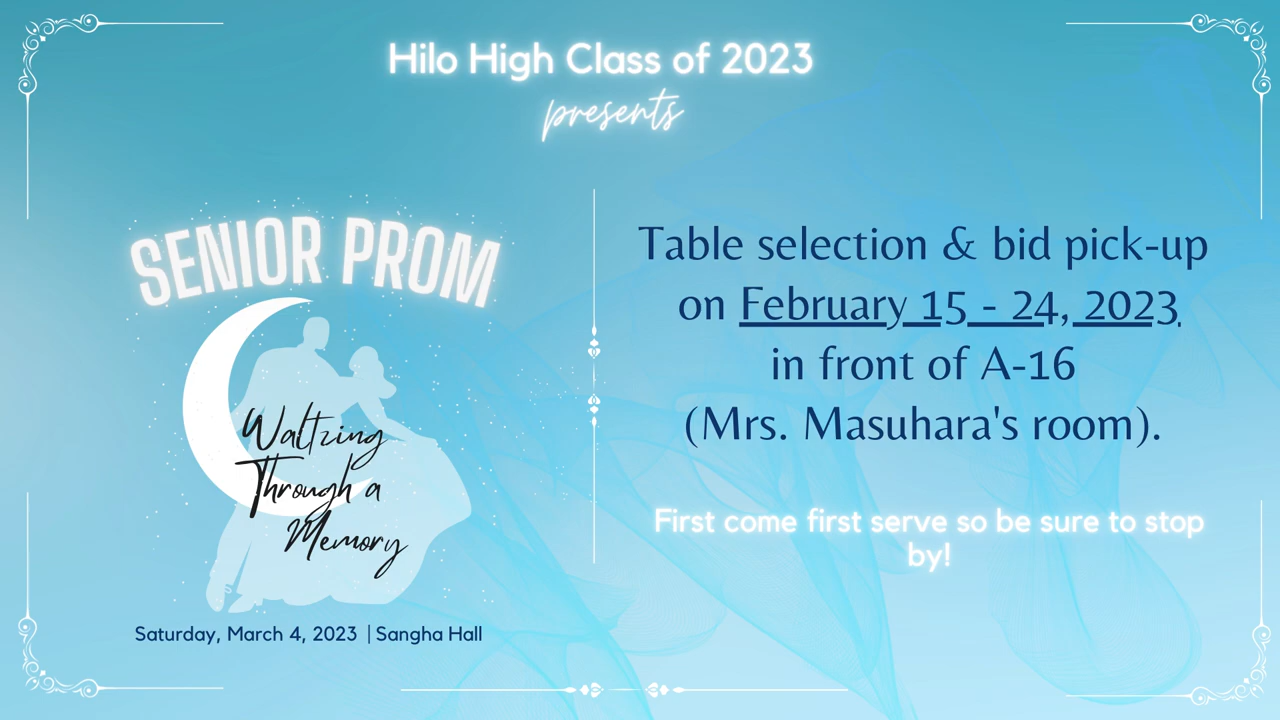 Hilo High Class of 2023
presents
SENIOR PROM
Waltzing
Through a
Memory
Saturday, March 4, 2023 | Sangha Hall
Table selection & bid pick-up
on February 15 - 24, 2023
in front of A-16
(Mrs. Masuhara's room).
First come first serve so be sure to stop
by!